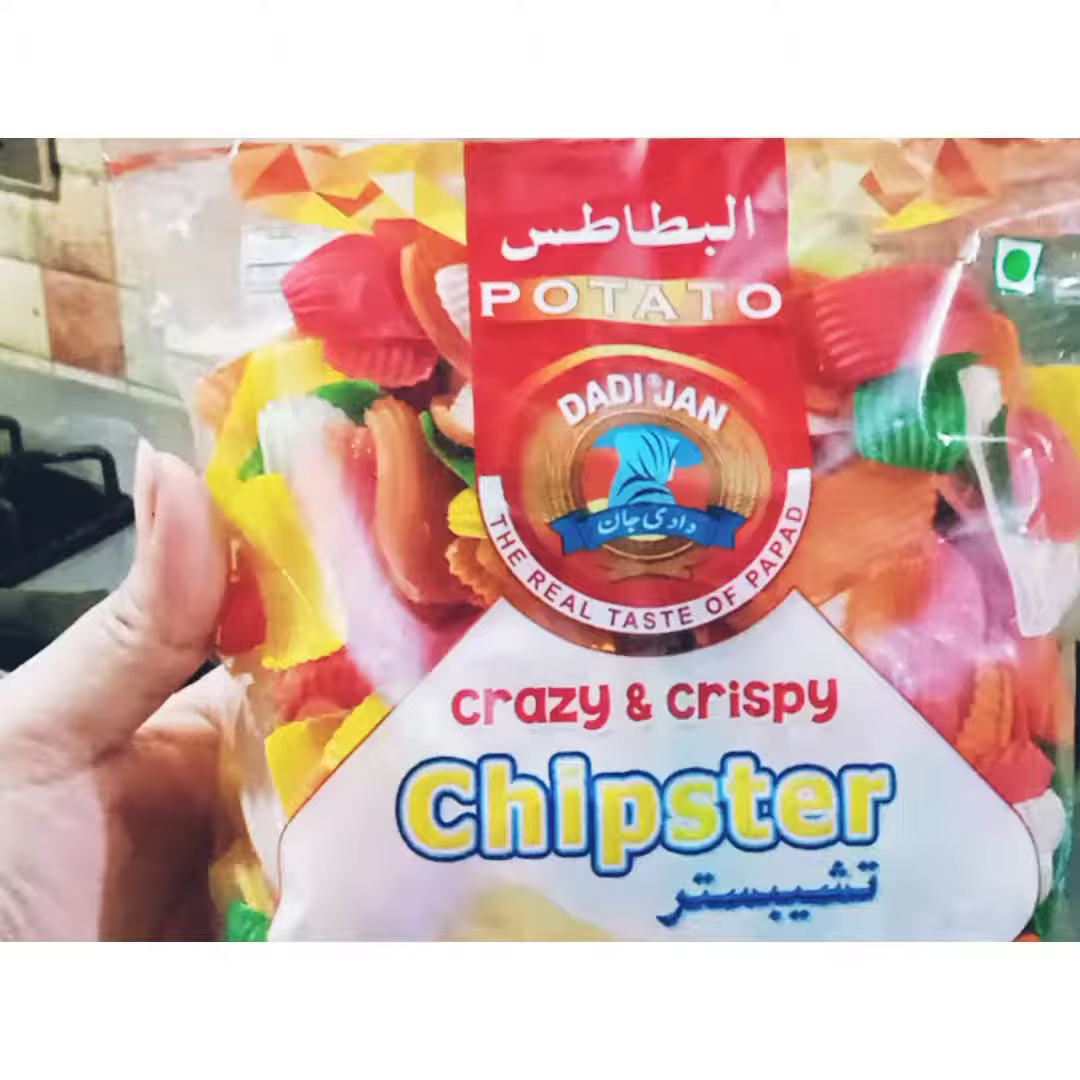 البطاطس
POTATO
DADI JAN
دادی جان
THE REAL TASTE OF PAPAD
crazy & crispy
Chipster
تشيبستر